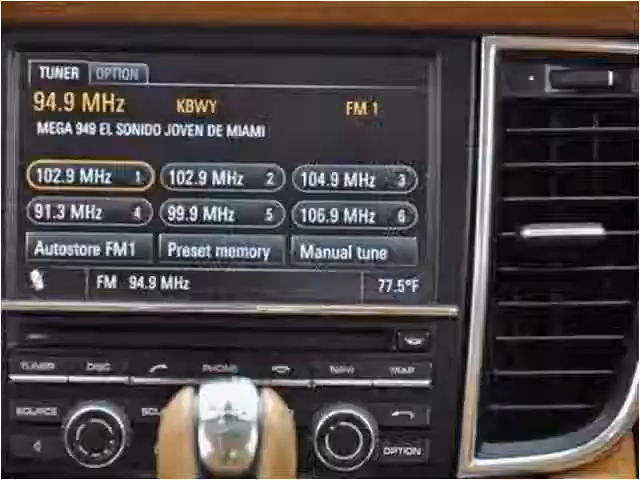 TUNER OPTION
94.9 MHz KBWY FM 1
MEGA 949 EL SONIDO JOVEN DE MIAMI
102.9 MHz 1 102.9 MHz 2 104.9 MHz 3
91.3 MHz 4 99.9 MHz 5 106.9 MHz 6
Autostore FM1 Preset memory Manual tune
FM 94.9 MHz 77.5°F
TUNER DISC PHONE NAVI MAP
SOURCE
OPTION